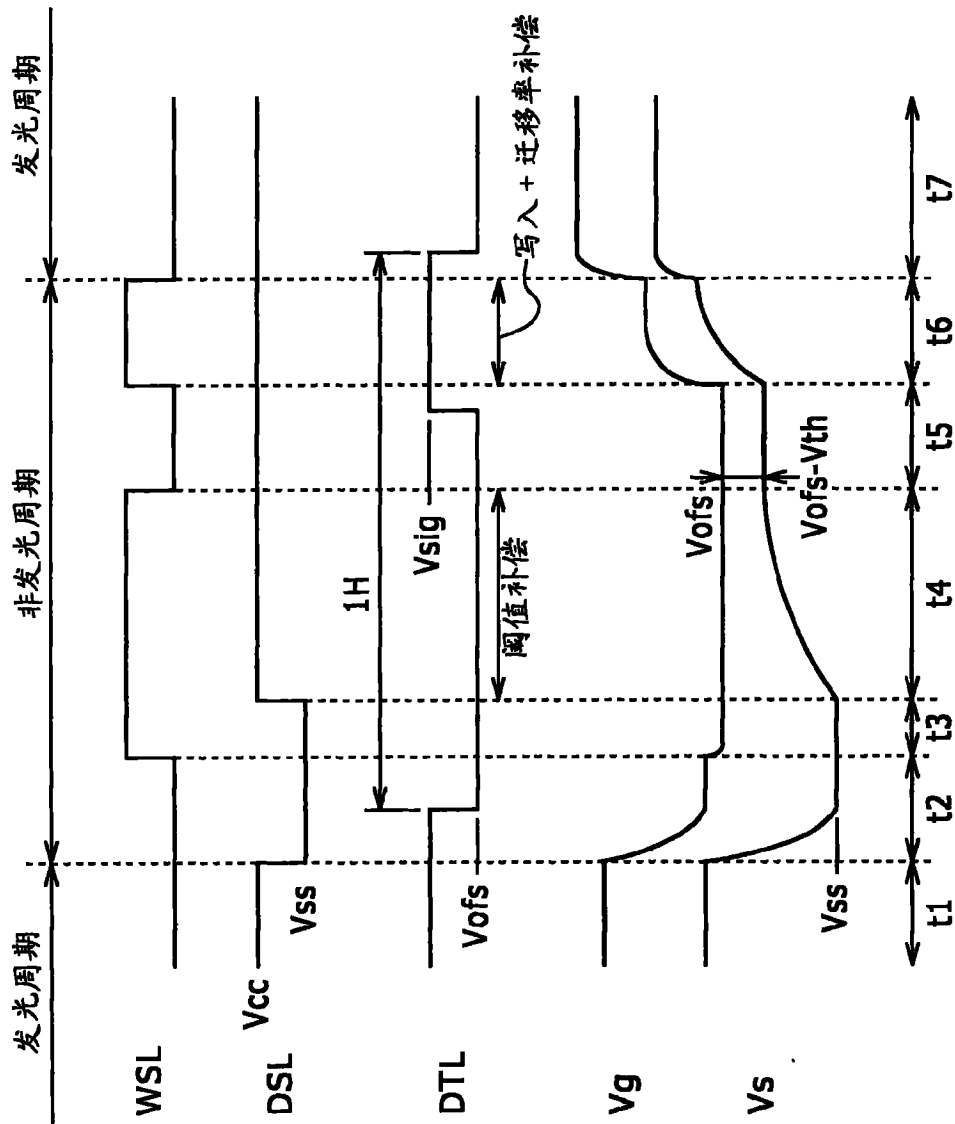 发光周期
非发光周期
发光周期
WSL
Vcc
DSL
Vss
1H
DTL
Vsig
Vofs
阈值补偿
写入 + 迁移率补偿
Vg
Vofs
Vofs-Vth
Vs
Vss
t1
t2
t3
t4
t5
t6
t7